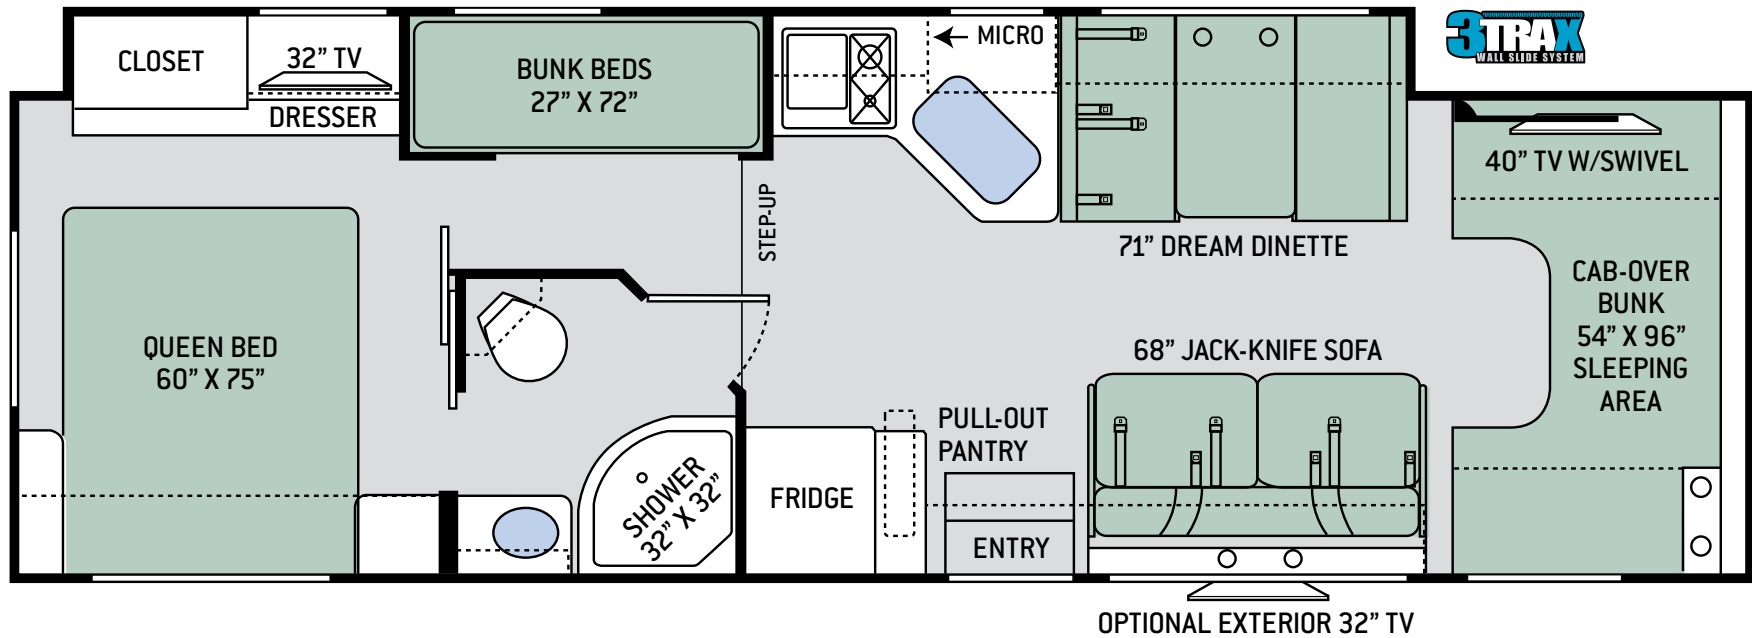 3TRAX
WALL SLIDE SYSTEM
CLOSET
32” TV
DRESSER
BUNK BEDS
27” X 72”
MICRO
40” TV W/SWIVEL
STEP-UP
71” DREAM DINETTE
CAB-OVER
BUNK
54” X 96”
SLEEPING
AREA
QUEEN BED
60” X 75”
68” JACK-KNIFE SOFA
PULL-OUT
PANTRY
SHOWER
32” X 32”
FRIDGE
ENTRY
OPTIONAL EXTERIOR 32” TV